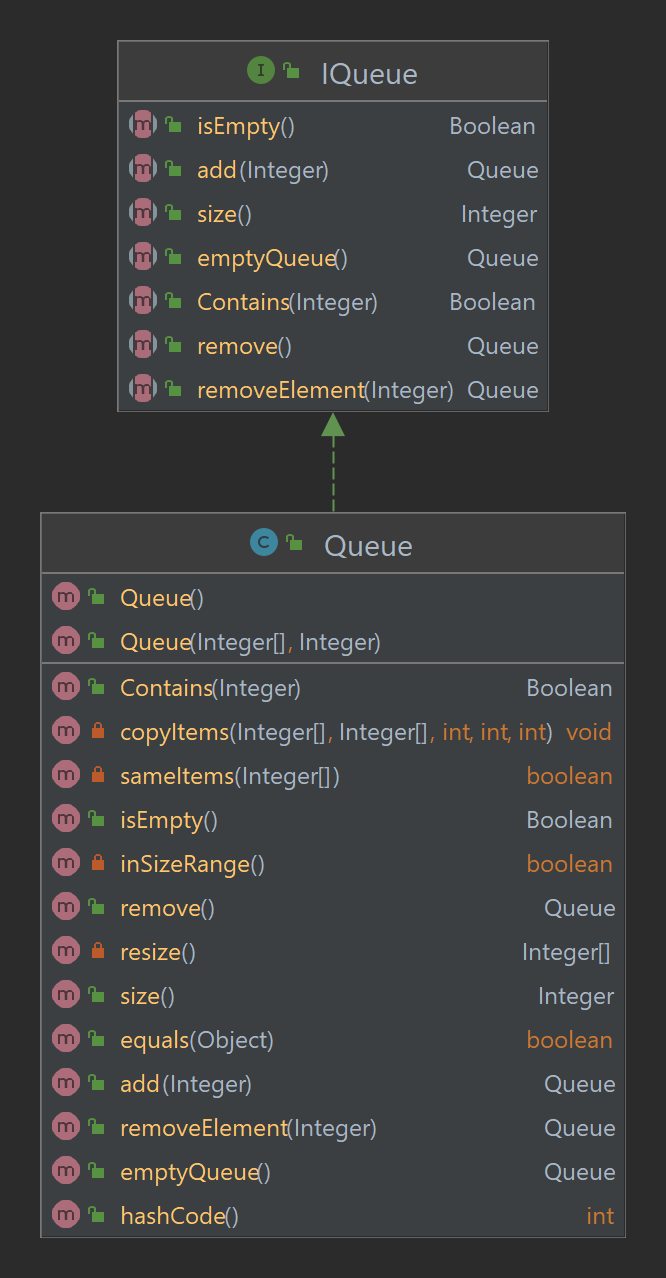 I IQueue
m isEmpty() Boolean
m add(Integer) Queue
m size() Integer
m emptyQueue() Queue
m Contains(Integer) Boolean
m remove() Queue
m removeElement(Integer) Queue
C Queue
m Queue()
m Queue(Integer[], Integer)
m Contains(Integer) Boolean
m copyItems(Integer[], Integer[], int, int, int) void
m sameItems(Integer[]) boolean
m isEmpty() Boolean
m inSizeRange() boolean
m remove() Queue
m resize() Integer[]
m size() Integer
m equals(Object) boolean
m add(Integer) Queue
m removeElement(Integer) Queue
m emptyQueue() Queue
m hashCode() int